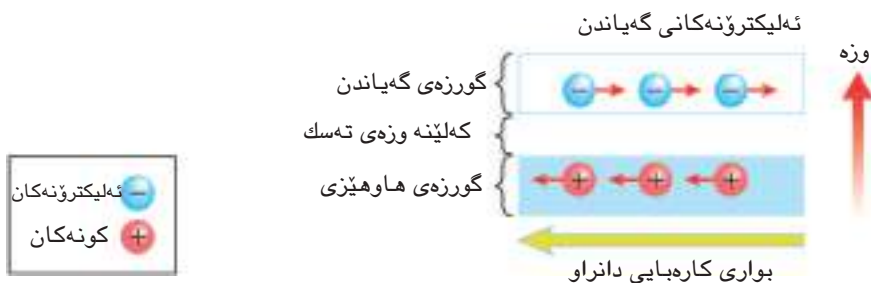 ئەلیکترۆنەکانی گەیاندن
وزە
گورزەی گەیاندن
کەلێنە وزەی تەسک
گورزەی هاوهێزی
بواری کارەبایی دانراو
ئەلیکترۆنەکان
کونەکان